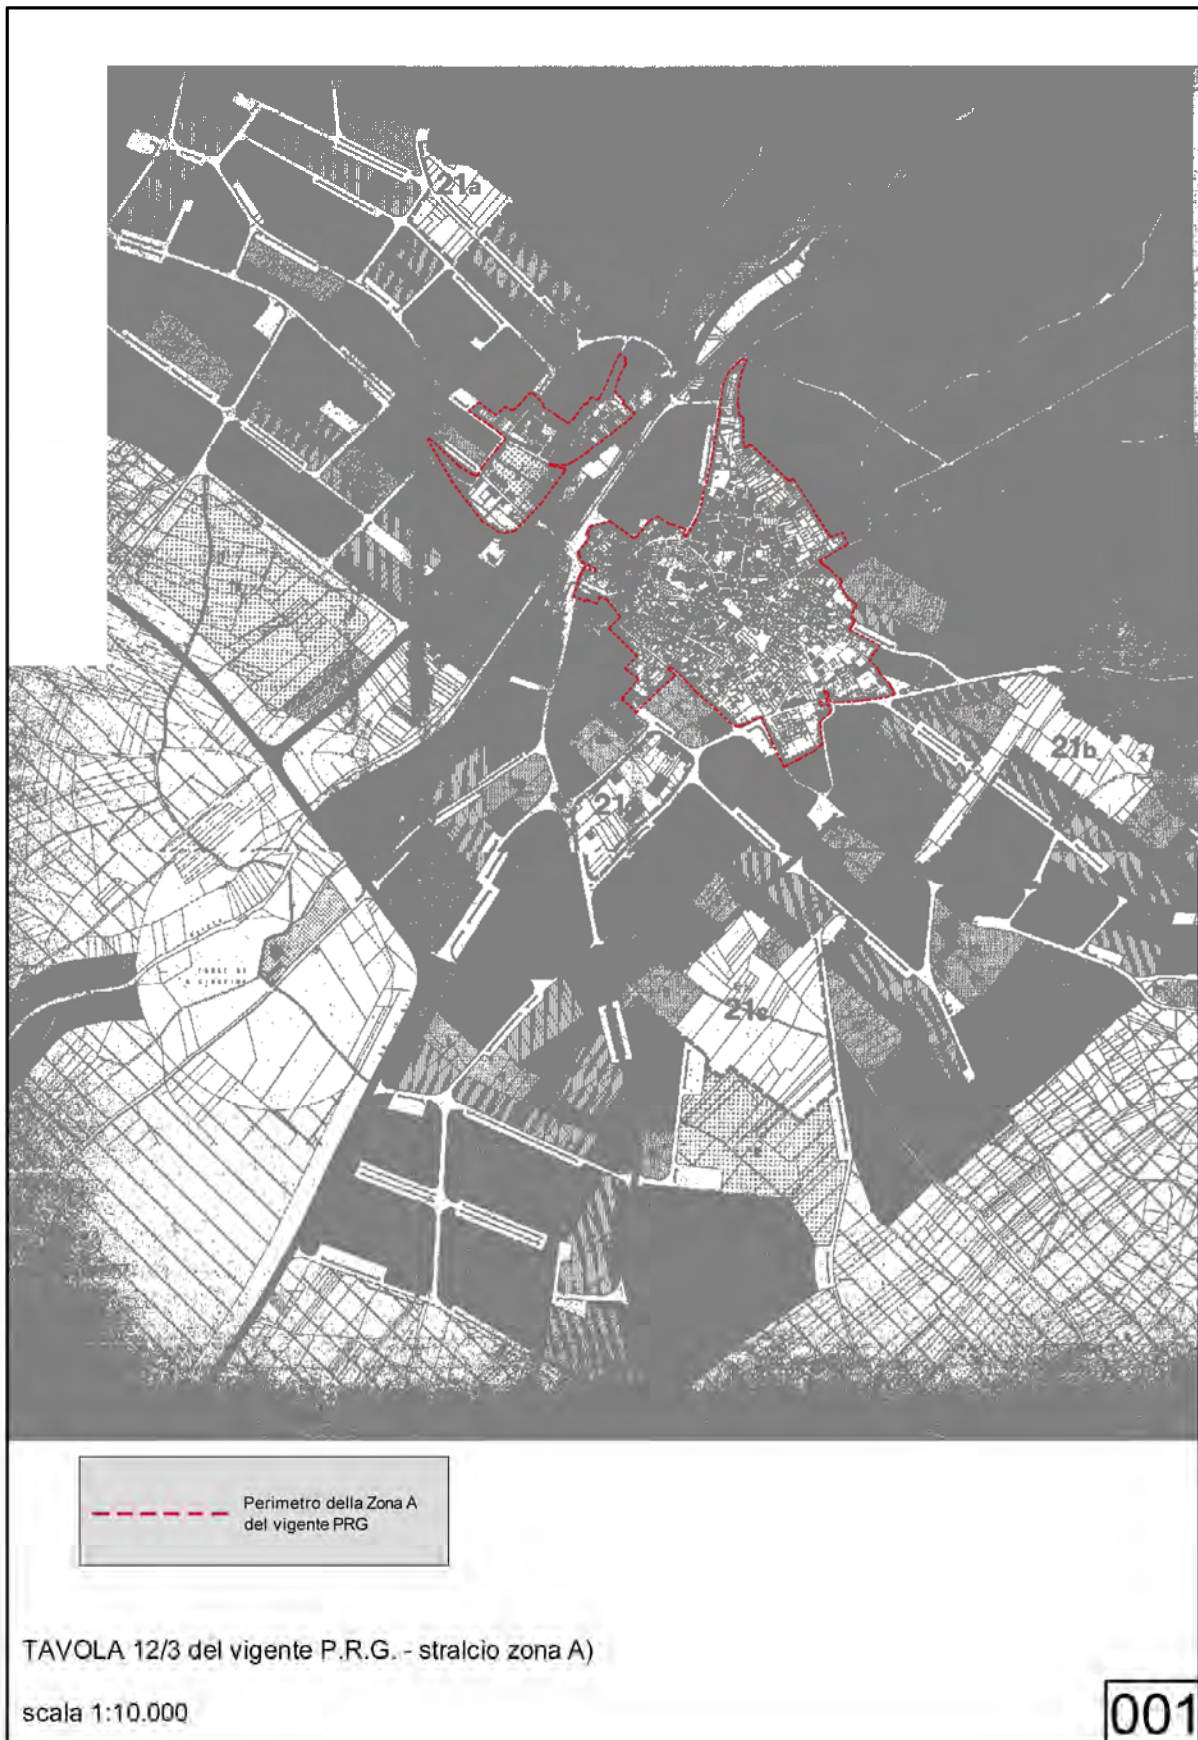 21a
21b
21
21c
Perimetro della Zona A
del vigente PRG
TAVOLA 12/3 del vigente P.R.G. - stralcio zona A)
scala 1:10.000
001